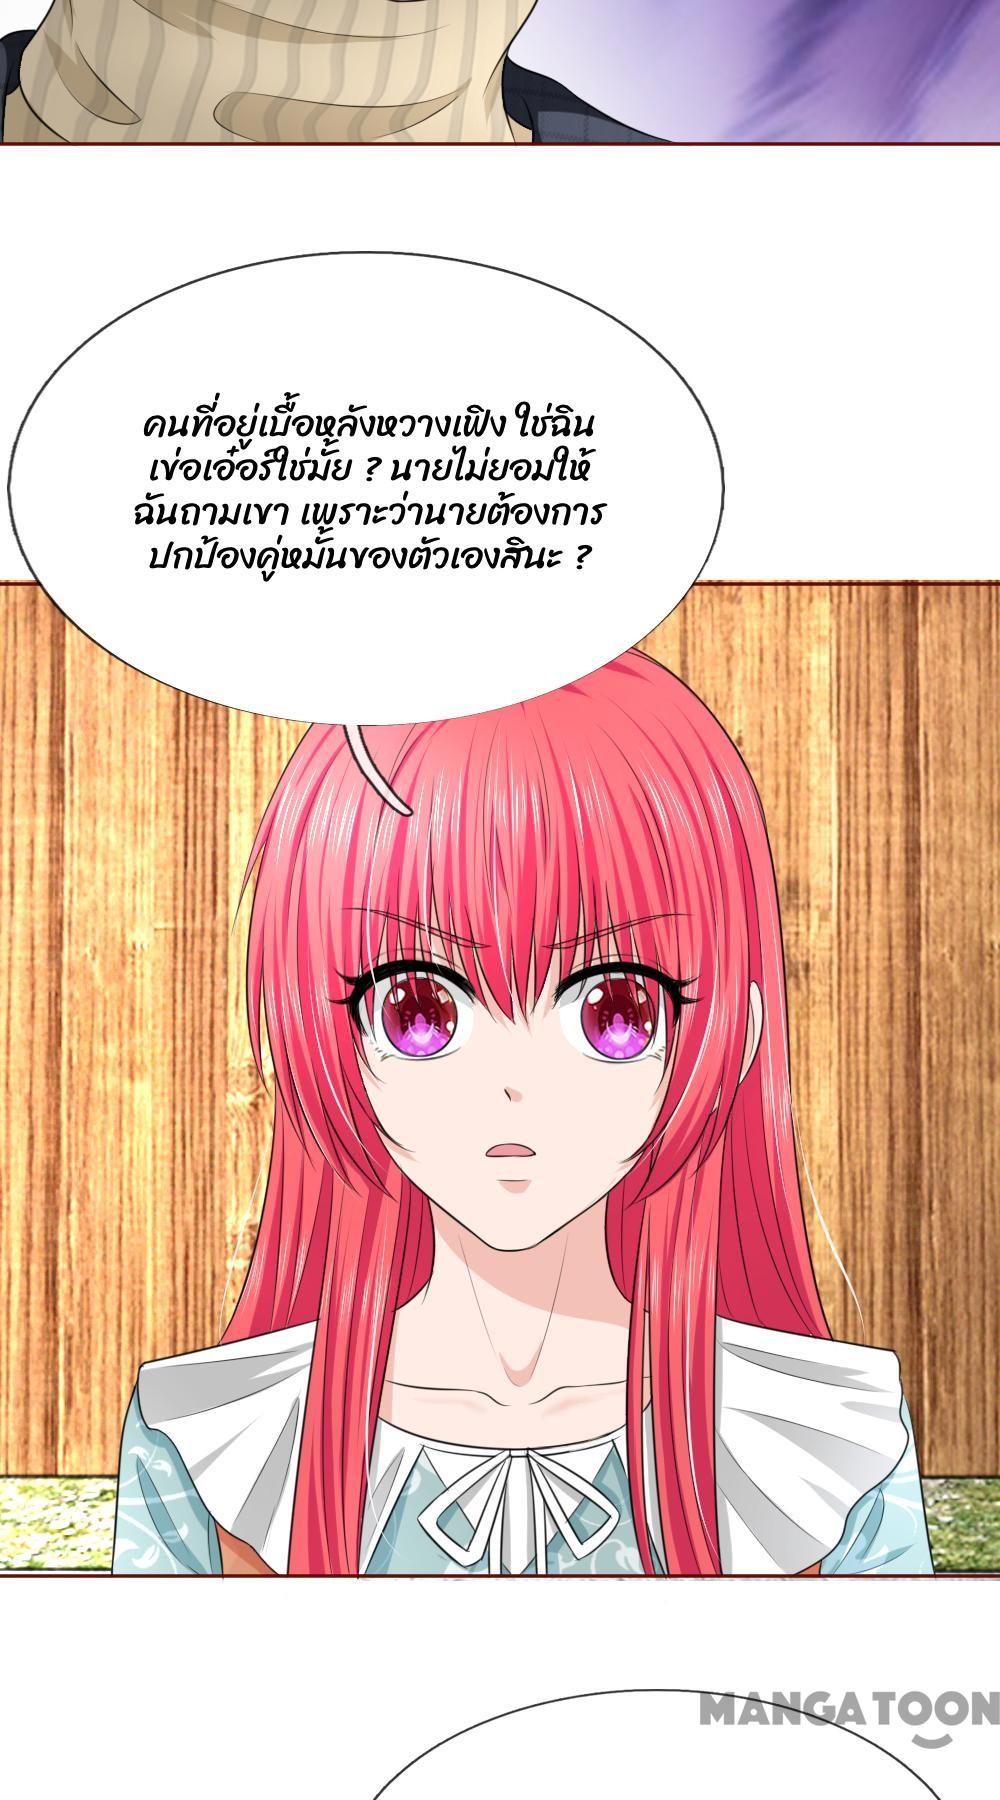 คนที่อยู่เบื้อหลังหวางเฟิง ใช่ฉิน
เข่อเอ๋อร์ใช่มั้ย ? นายไม่ยอมให้
ฉันถามเขา เพราะว่านายต้องการ
ปกป้องคู่หมั้นของตัวเองสินะ ?
MANGATOON